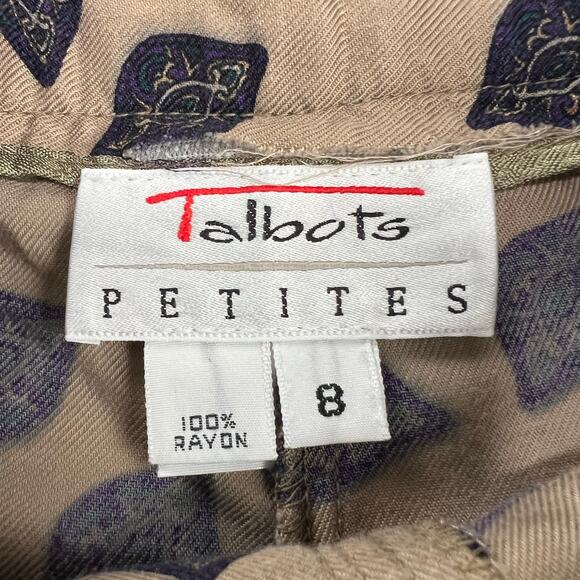 Talbots
PETITES
100%
RAYON
8